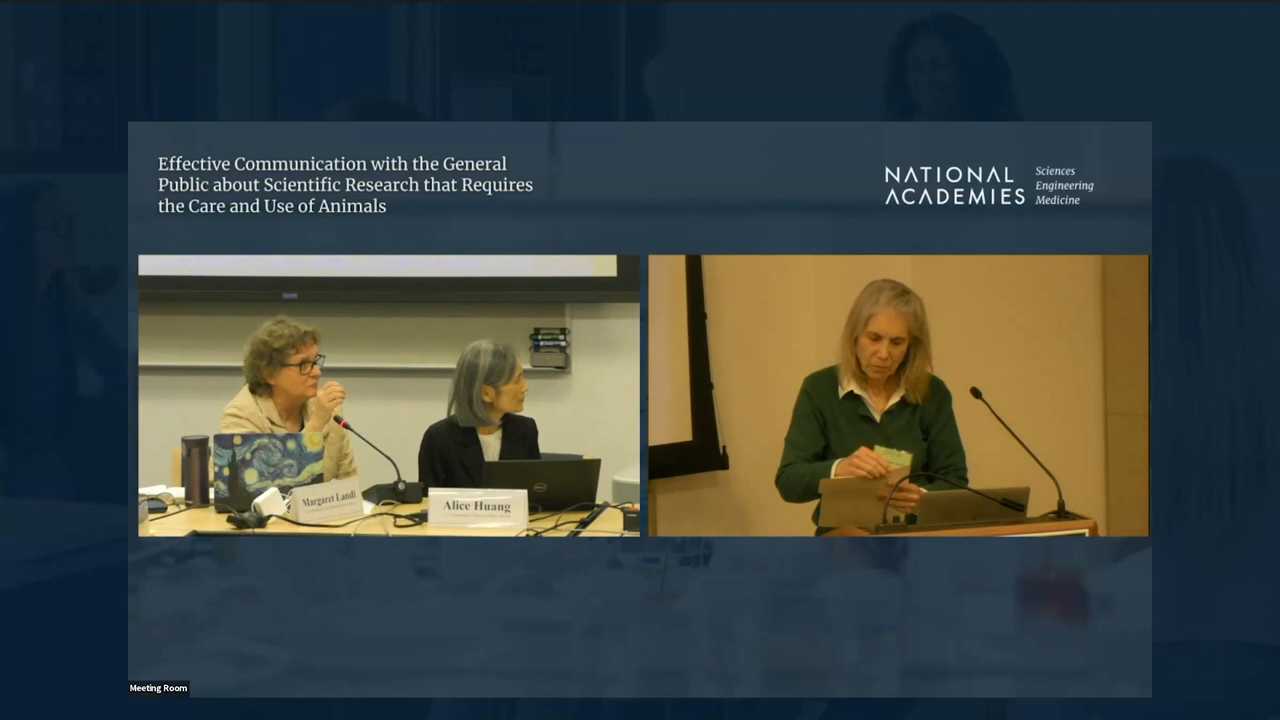 Effective Communication with the General
Public about Scientific Research that Requires
the Care and Use of Animals
NATIONAL
ACADEMIES
Sciences
Engineering
Medicine
Margaret Landi
Alice Huang
DELL
Meeting Room